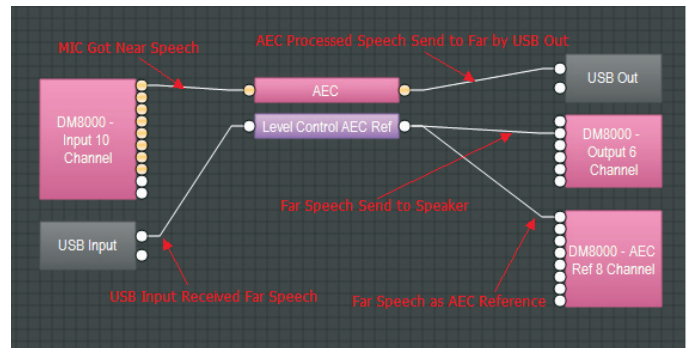 MIC Got Near Speech
AEC Processed Speech Send to Far by USB Out
AEC
USB Out
DM8000 -
Input 10
Channel
Level Control AEC Ref
DM8000 -
Output 6
Channel
Far Speech Send to Speaker
USB Input
DM8000 - AEC
Ref 8 Channel
USB Input Received Far Speech
Far Speech as AEC Reference